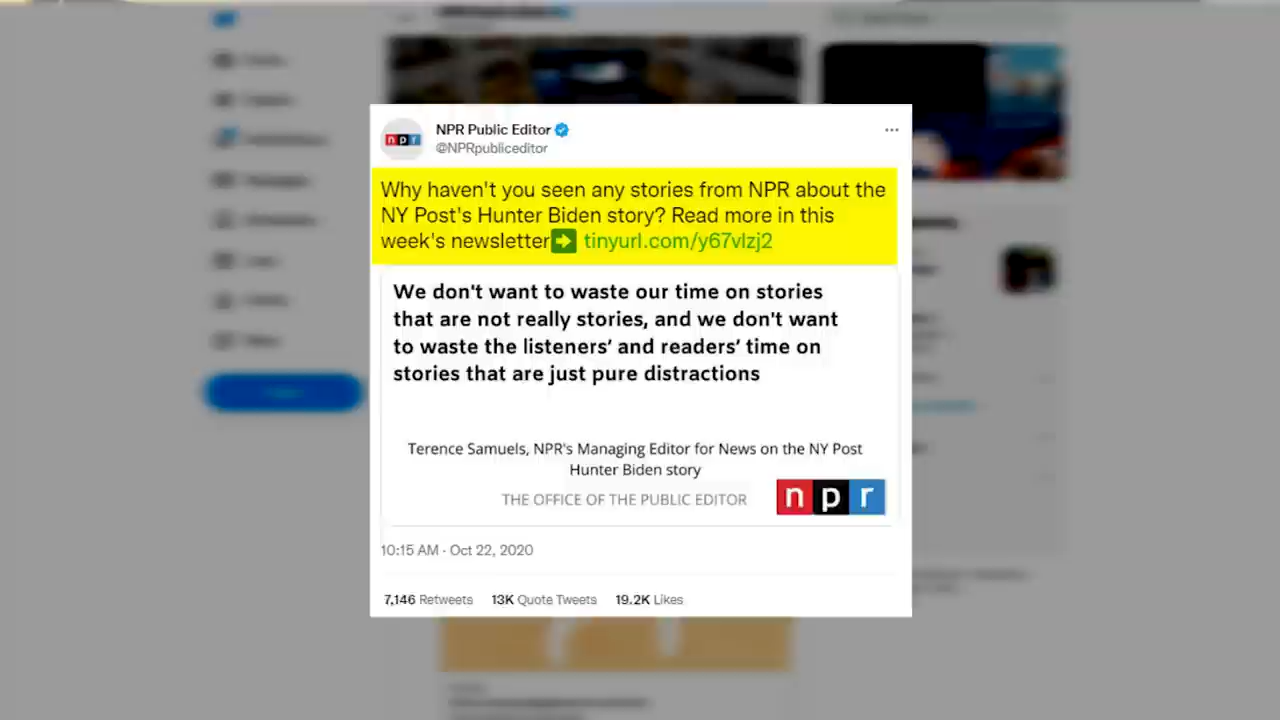 NPR Public Editor
@NPRpubliceditor
Why haven't you seen any stories from NPR about the
NY Post's Hunter Biden story? Read more in this
week's newsletter➡ tinyurl.com/y67vlzj2
We don't want to waste our time on stories
that are not really stories, and we don't want
to waste the listeners’ and readers’ time on
stories that are just pure distractions
Terence Samuels, NPR's Managing Editor for News on the NY Post
Hunter Biden story
THE OFFICE OF THE PUBLIC EDITOR
npr
10:15 AM · Oct 22, 2020
7,146 Retweets 13K Quote Tweets 19.2K Likes